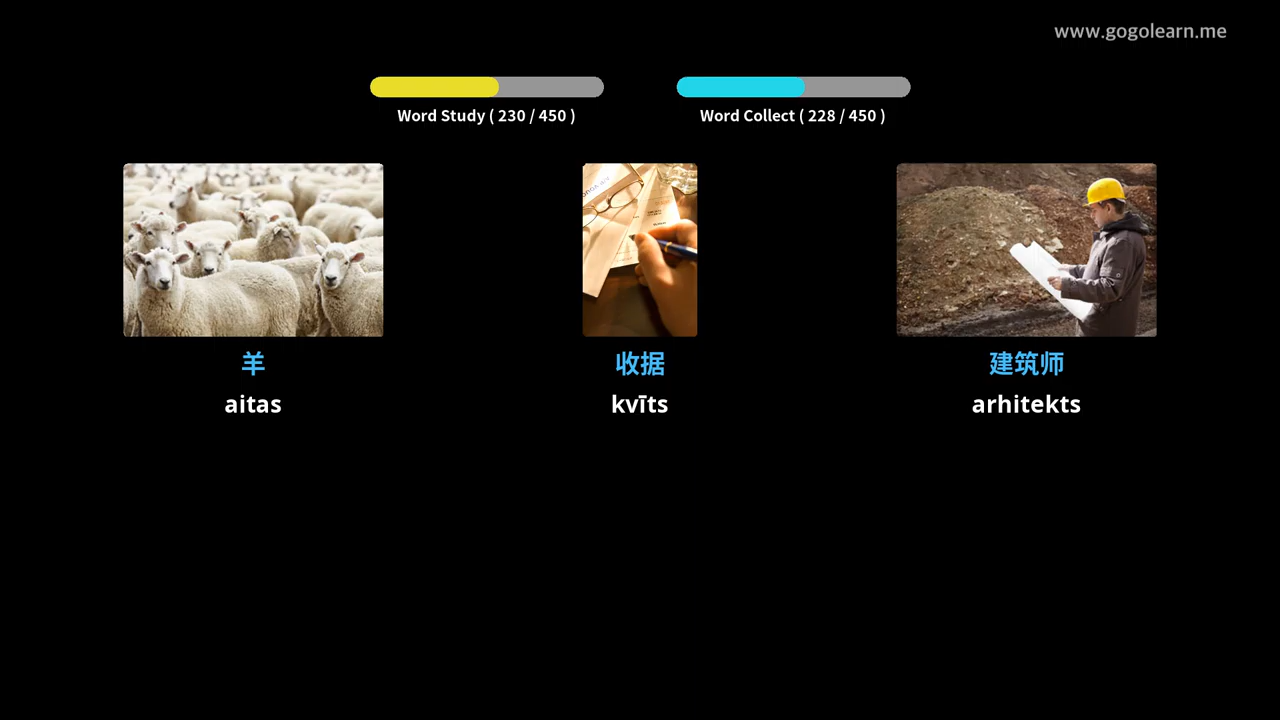 www.gogolearn.me
Word Study ( 230 / 450 )
Word Collect ( 228 / 450 )
羊
收据
建筑师
aitas
kvīts
arhitekts